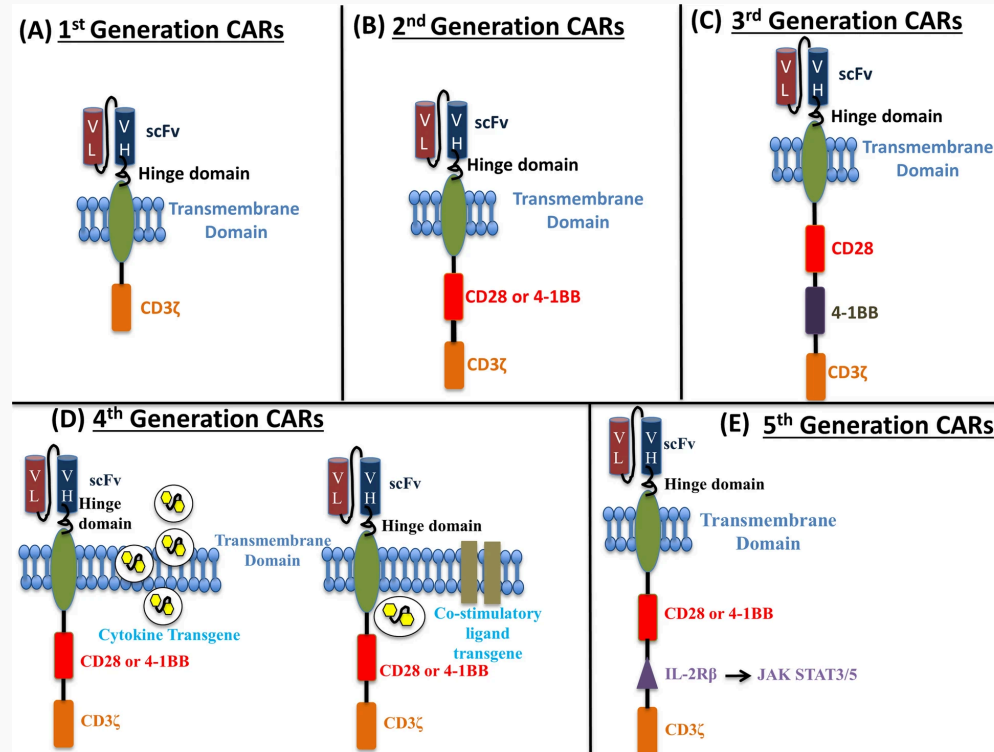 (A) 1st Generation CARs
V
L
V
H
scFv
Hinge domain
Transmembrane
Domain
CD3ζ
(B) 2nd Generation CARs
V
L
V
H
scFv
Hinge domain
Transmembrane
Domain
CD28 or 4-1BB
CD3ζ
(C) 3rd Generation CARs
V
L
V
H
scFv
Hinge domain
Transmembrane
Domain
CD28
4-1BB
CD3ζ
(D) 4th Generation CARs
V
L
V
H
scFv
Hinge
domain
Transmembrane
Domain
Cytokine Transgene
CD28 or 4-1BB
CD3ζ
V
L
V
H
scFv
Hinge domain
Co-stimulatory
ligand
transgene
CD28 or 4-1BB
CD3ζ
(E) 5th Generation CARs
V
L
V
H
scFv
Hinge domain
Transmembrane
Domain
CD28 or 4-1BB
IL-2Rβ → JAK STAT3/5
CD3ζ